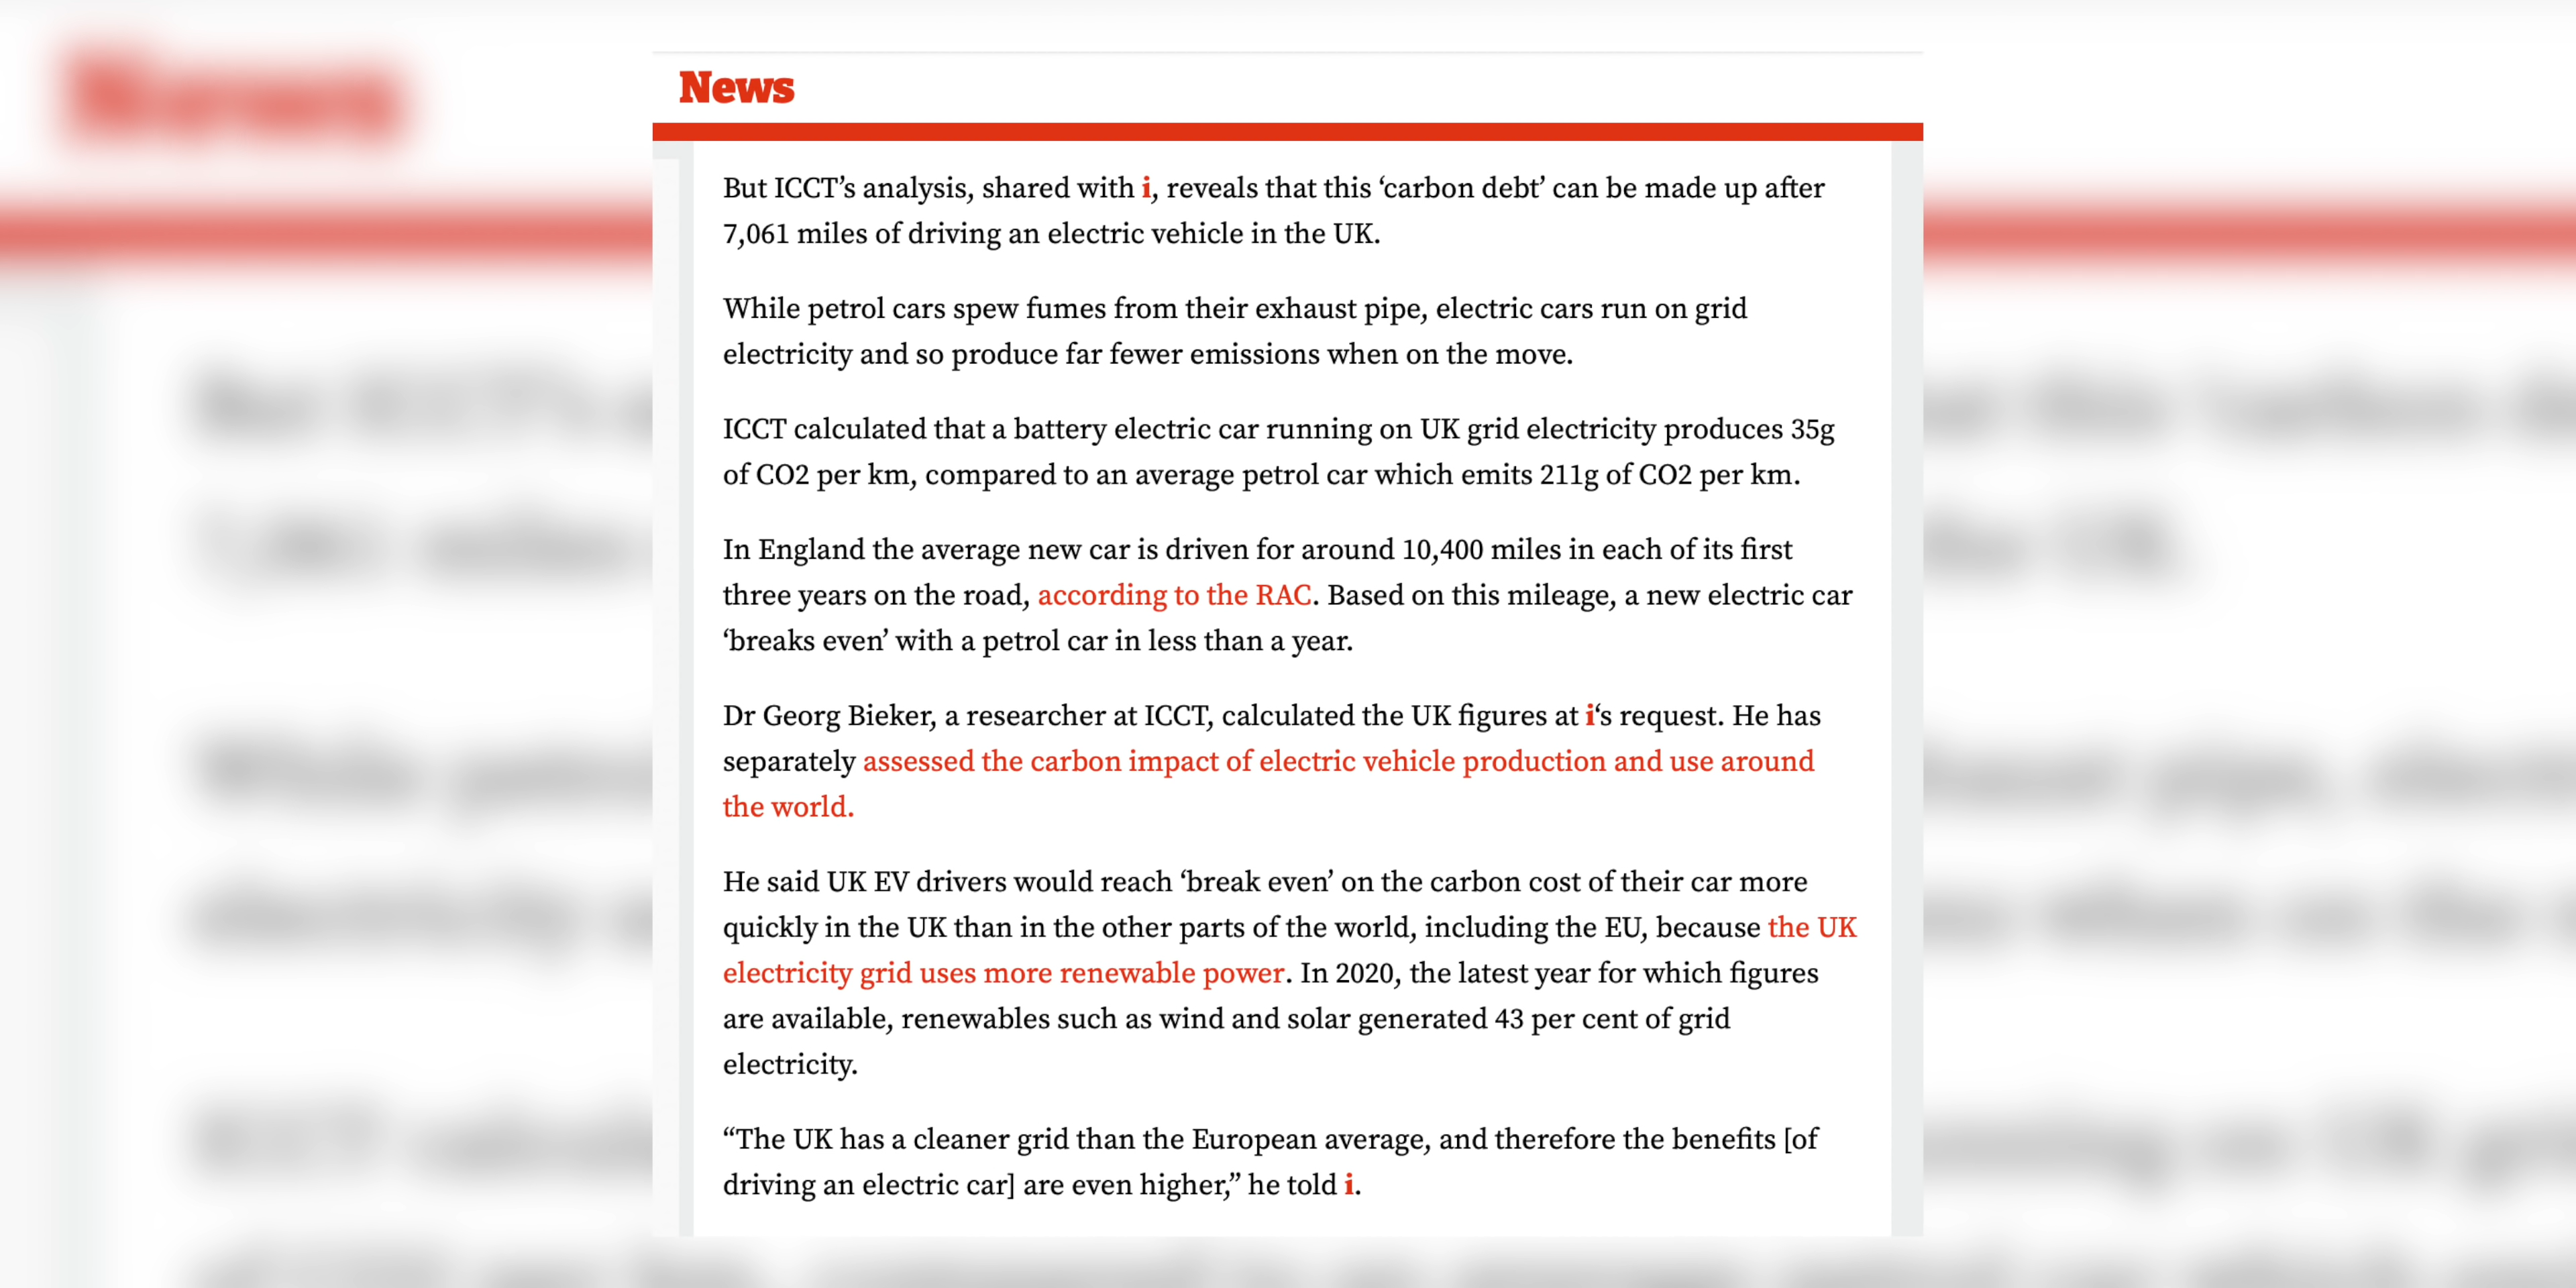 News
But ICCT’s analysis, shared with i, reveals that this ‘carbon debt’ can be made up after
7,061 miles of driving an electric vehicle in the UK.
While petrol cars spew fumes from their exhaust pipe, electric cars run on grid
electricity and so produce far fewer emissions when on the move.
ICCT calculated that a battery electric car running on UK grid electricity produces 35g
of CO2 per km, compared to an average petrol car which emits 211g of CO2 per km.
In England the average new car is driven for around 10,400 miles in each of its first
three years on the road, according to the RAC. Based on this mileage, a new electric car
‘breaks even’ with a petrol car in less than a year.
Dr Georg Bieker, a researcher at ICCT, calculated the UK figures at i‘s request. He has
separately assessed the carbon impact of electric vehicle production and use around
the world.
He said UK EV drivers would reach ‘break even’ on the carbon cost of their car more
quickly in the UK than in the other parts of the world, including the EU, because the UK
electricity grid uses more renewable power. In 2020, the latest year for which figures
are available, renewables such as wind and solar generated 43 per cent of grid
electricity.
“The UK has a cleaner grid than the European average, and therefore the benefits [of
driving an electric car] are even higher,” he told i.